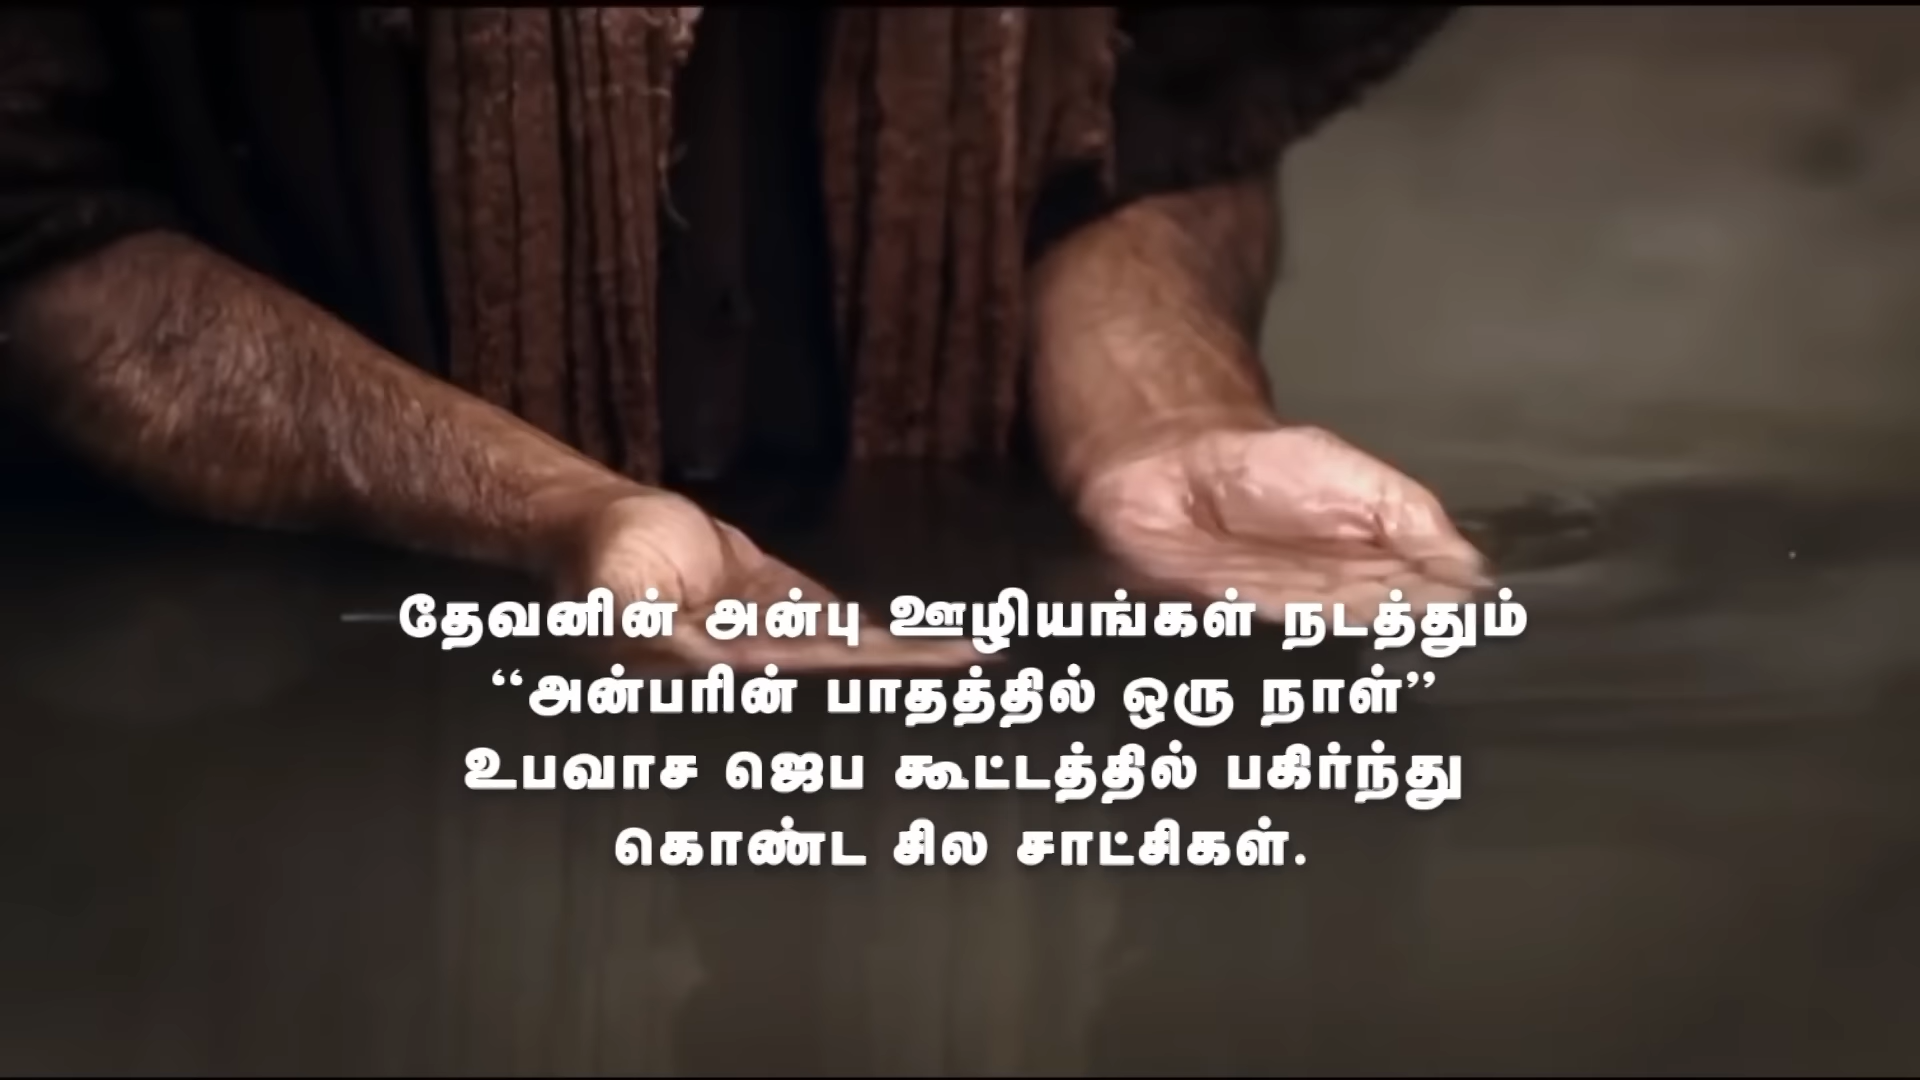 தேவனின் அன்பு ஊழியங்கள் நடத்தும்
“அன்பரின் பாதத்தில் ஒரு நாள்”
உபவாச ஜெப கூட்டத்தில் பகிர்ந்து
கொண்ட சில சாட்சிகள்.